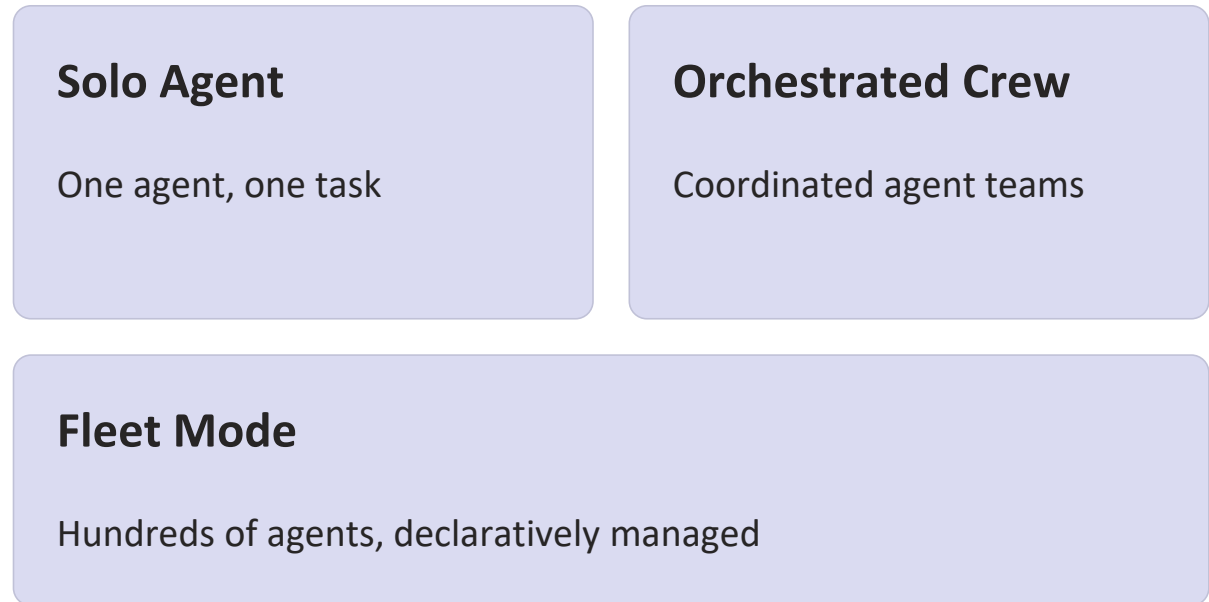 Solo Agent
One agent, one task
Orchestrated Crew
Coordinated agent teams
Fleet Mode
Hundreds of agents, declaratively managed